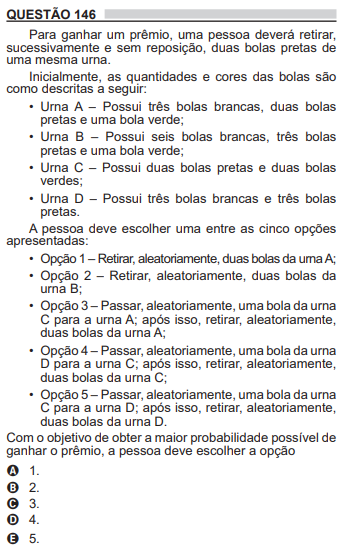 QUESTÃO 146
Para ganhar um prêmio, uma pessoa deverá retirar,
sucessivamente e sem reposição, duas bolas pretas de
uma mesma urna.
Inicialmente, as quantidades e cores das bolas são
como descritas a seguir:
• Urna A – Possui três bolas brancas, duas bolas
pretas e uma bola verde;
• Urna B – Possui seis bolas brancas, três bolas
pretas e uma bola verde;
• Urna C – Possui duas bolas pretas e duas bolas
verdes;
• Urna D – Possui três bolas brancas e três bolas
pretas.
A pessoa deve escolher uma entre as cinco opções
apresentadas:
• Opção 1 – Retirar, aleatoriamente, duas bolas da urna A;
• Opção 2 – Retirar, aleatoriamente, duas bolas da
urna B;
• Opção 3 – Passar, aleatoriamente, uma bola da urna
C para a urna A; após isso, retirar, aleatoriamente,
duas bolas da urna A;
• Opção 4 – Passar, aleatoriamente, uma bola da urna
D para a urna C; após isso, retirar, aleatoriamente,
duas bolas da urna C;
• Opção 5 – Passar, aleatoriamente, uma bola da urna
C para a urna D; após isso, retirar, aleatoriamente,
duas bolas da urna D.
Com o objetivo de obter a maior probabilidade possível de
ganhar o prêmio, a pessoa deve escolher a opção
A 1.
B 2.
C 3.
D 4.
E 5.